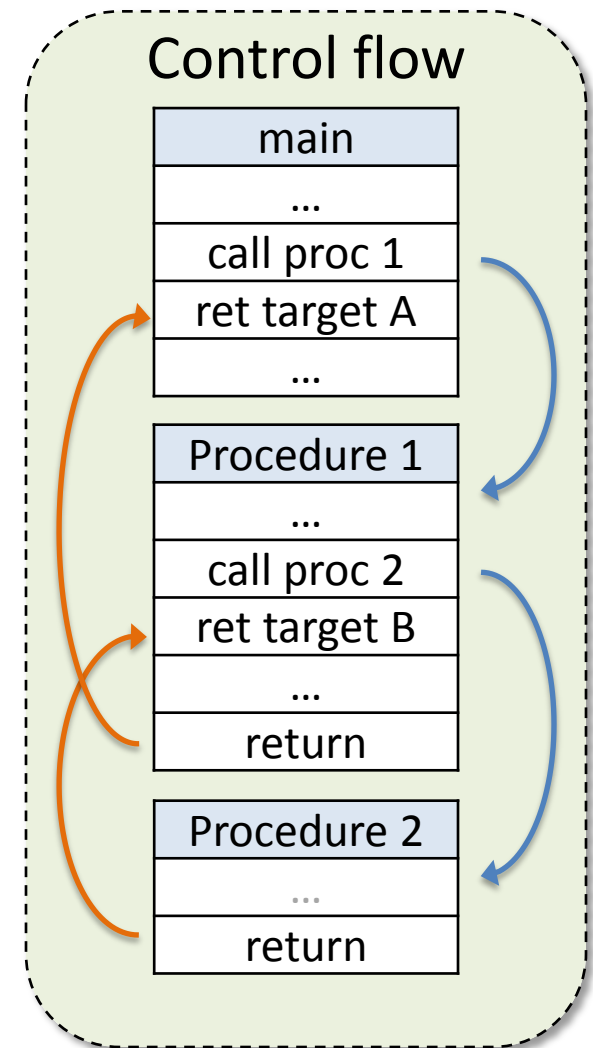 Control flow
main
...
call proc 1
ret target A
...
Procedure 1
...
call proc 2
ret target B
...
return
Procedure 2
...
return